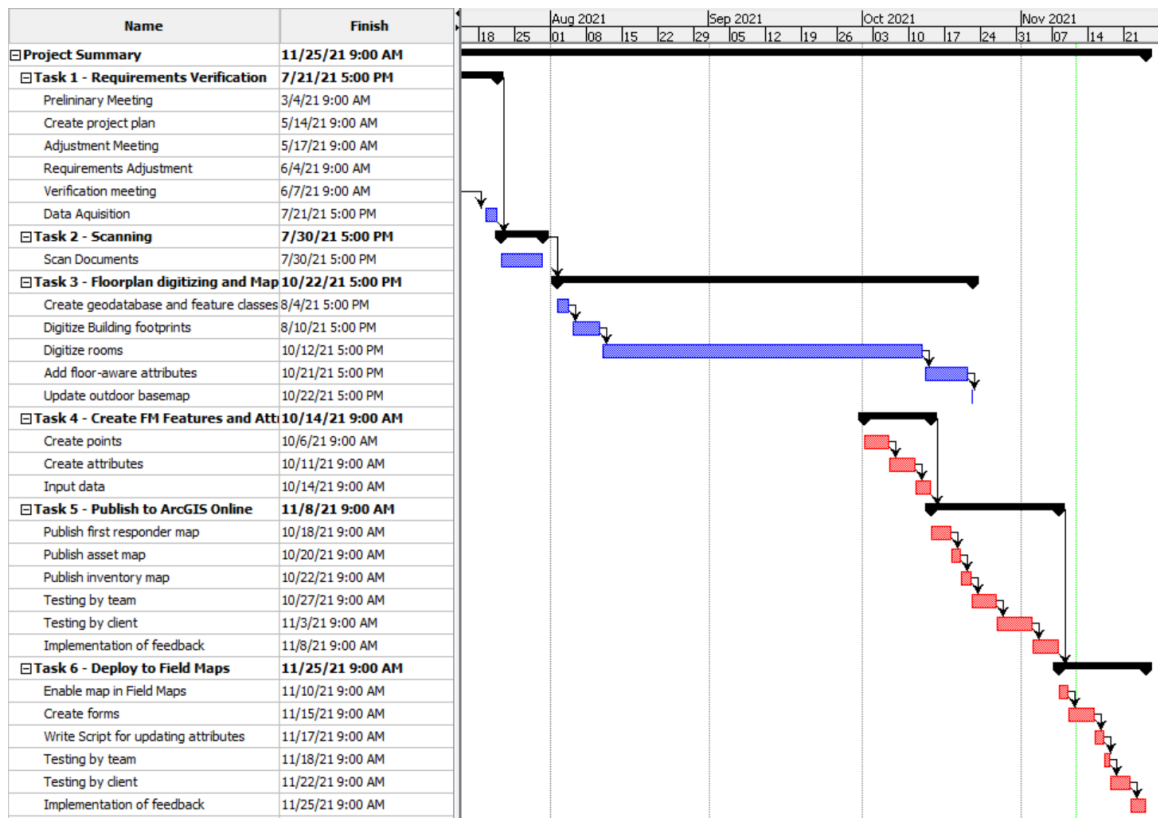 Name Finish
Aug 2021 Sep 2021 Oct 2021 Nov 2021
18 25 01 08 15 22 29 05 12 19 26 03 10 17 24 31 07 14 21
Project Summary 11/25/21 9:00 AM
Task 1 - Requirements Verification 7/21/21 5:00 PM
Prelininary Meeting 3/4/21 9:00 AM
Create project plan 5/14/21 9:00 AM
Adjustment Meeting 5/17/21 9:00 AM
Requirements Adjustment 6/4/21 9:00 AM
Verification meeting 6/7/21 9:00 AM
Data Aquisition 7/21/21 5:00 PM
Task 2 - Scanning 7/30/21 5:00 PM
Scan Documents 7/30/21 5:00 PM
Task 3 - Floorplan digitizing and Map 10/22/21 5:00 PM
Create geodatabase and feature classes 8/4/21 5:00 PM
Digitize Building footprints 8/10/21 5:00 PM
Digitize rooms 10/12/21 5:00 PM
Add floor-aware attributes 10/21/21 5:00 PM
Update outdoor basemap 10/22/21 5:00 PM
Task 4 - Create FM Features and Att 10/14/21 9:00 AM
Create points 10/6/21 9:00 AM
Create attributes 10/11/21 9:00 AM
Input data 10/14/21 9:00 AM
Task 5 - Publish to ArcGIS Online 11/8/21 9:00 AM
Publish first responder map 10/18/21 9:00 AM
Publish asset map 10/20/21 9:00 AM
Publish inventory map 10/22/21 9:00 AM
Testing by team 10/27/21 9:00 AM
Testing by client 11/3/21 9:00 AM
Implementation of feedback 11/8/21 9:00 AM
Task 6 - Deploy to Field Maps 11/25/21 9:00 AM
Enable map in Field Maps 11/10/21 9:00 AM
Create forms 11/15/21 9:00 AM
Write Script for updating attributes 11/17/21 9:00 AM
Testing by team 11/18/21 9:00 AM
Testing by client 11/22/21 9:00 AM
Implementation of feedback 11/25/21 9:00 AM